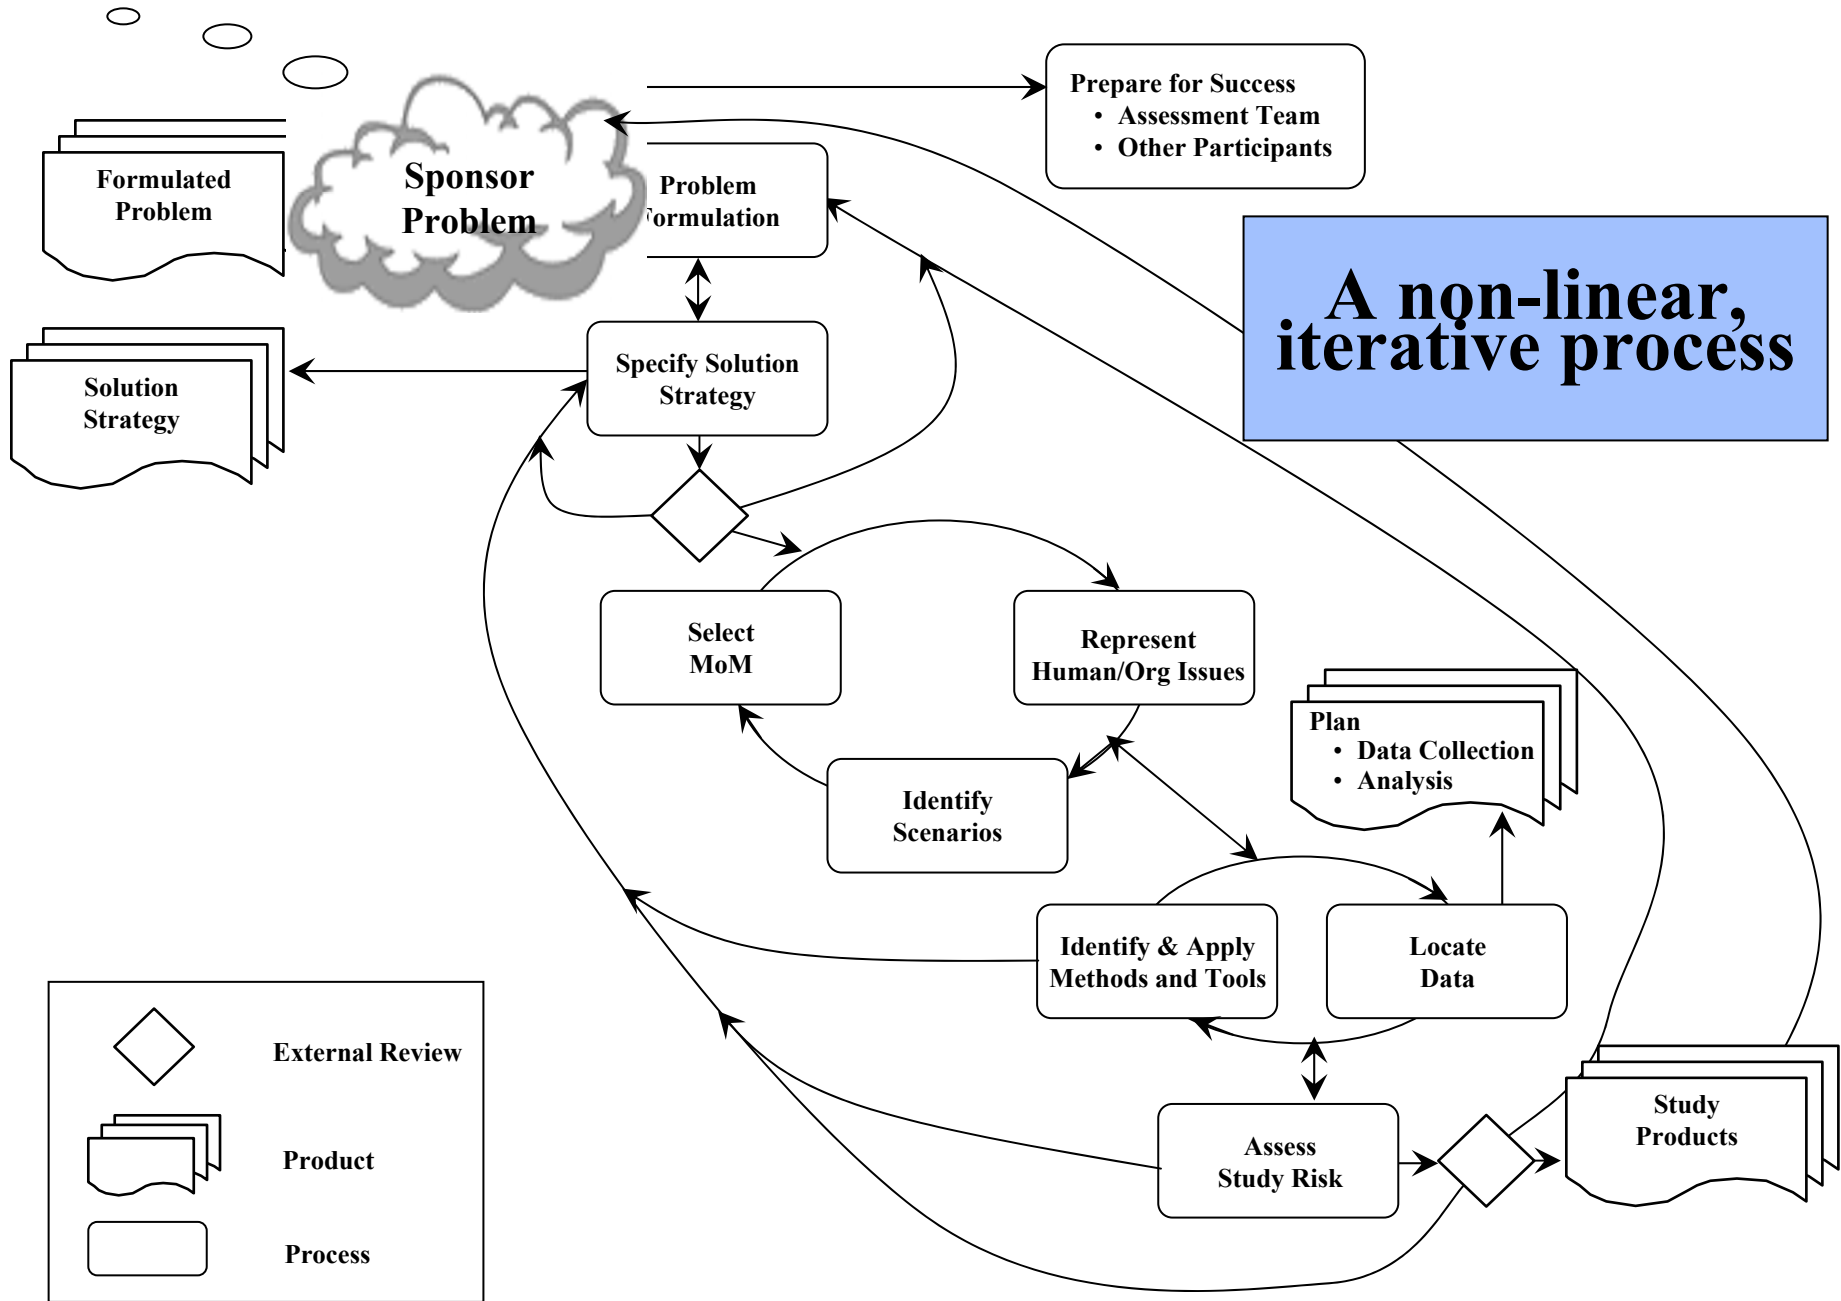 Prepare for Success
• Assessment Team
• Other Participants
Formulated
Problem
Sponsor
Problem
Problem
Formulation
A non-linear,
iterative process
Specify Solution
Strategy
Solution
Strategy
Select
MoM
Represent
Human/Org Issues
Plan
• Data Collection
• Analysis
Identify
Scenarios
Identify & Apply
Methods and Tools
Locate
Data
External Review
Product
Process
Assess
Study Risk
Study
Products